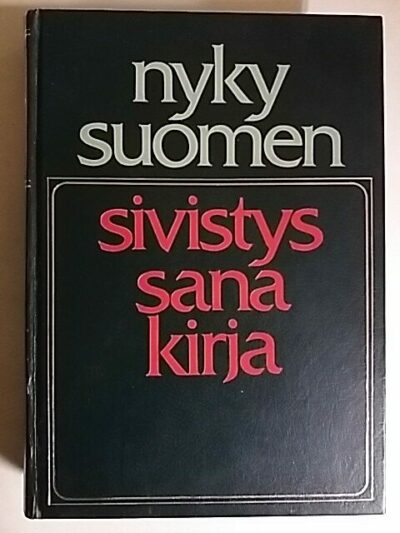 nyky
suomen
sivistys
sana
kirja